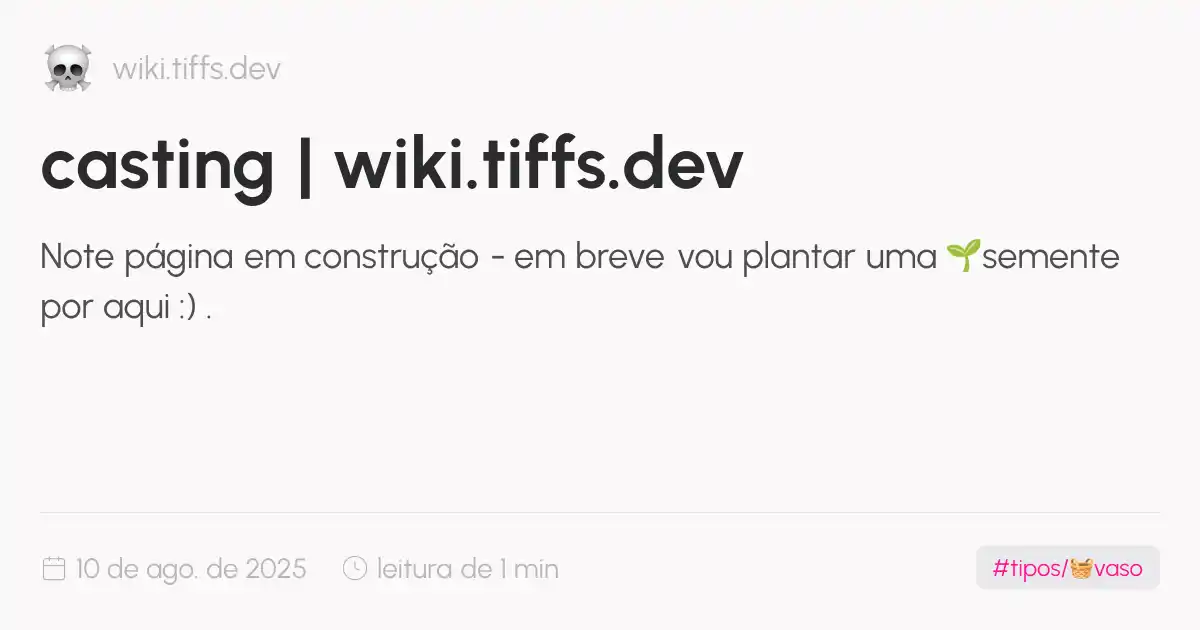 wiki.tiffs.dev
casting | wiki.tiffs.dev
Note página em construção - em breve vou plantar uma 🌱semente
por aqui :) .
10 de ago. de 2025
leitura de 1 min
#tipos/🧺vaso